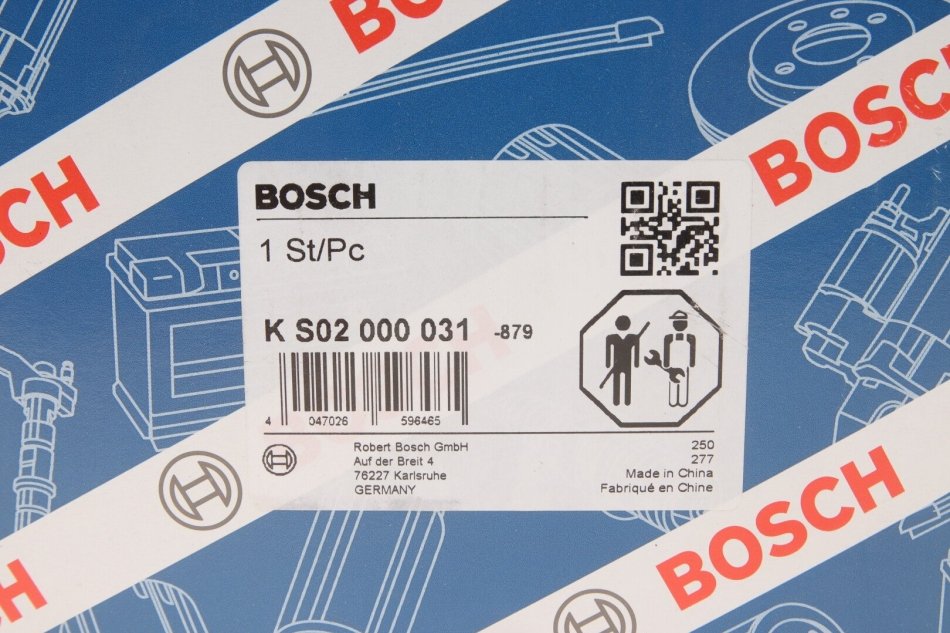 BOSCH
BOSCH
BOSCH
BOSCH
1 St/Pc
K S02 000 031 -879
4 047026 596465
Robert Bosch GmbH
Auf der Breit 4
76227 Karlsruhe
GERMANY
250
277
Made in China
Fabriqué en Chine
BOSCH
CH